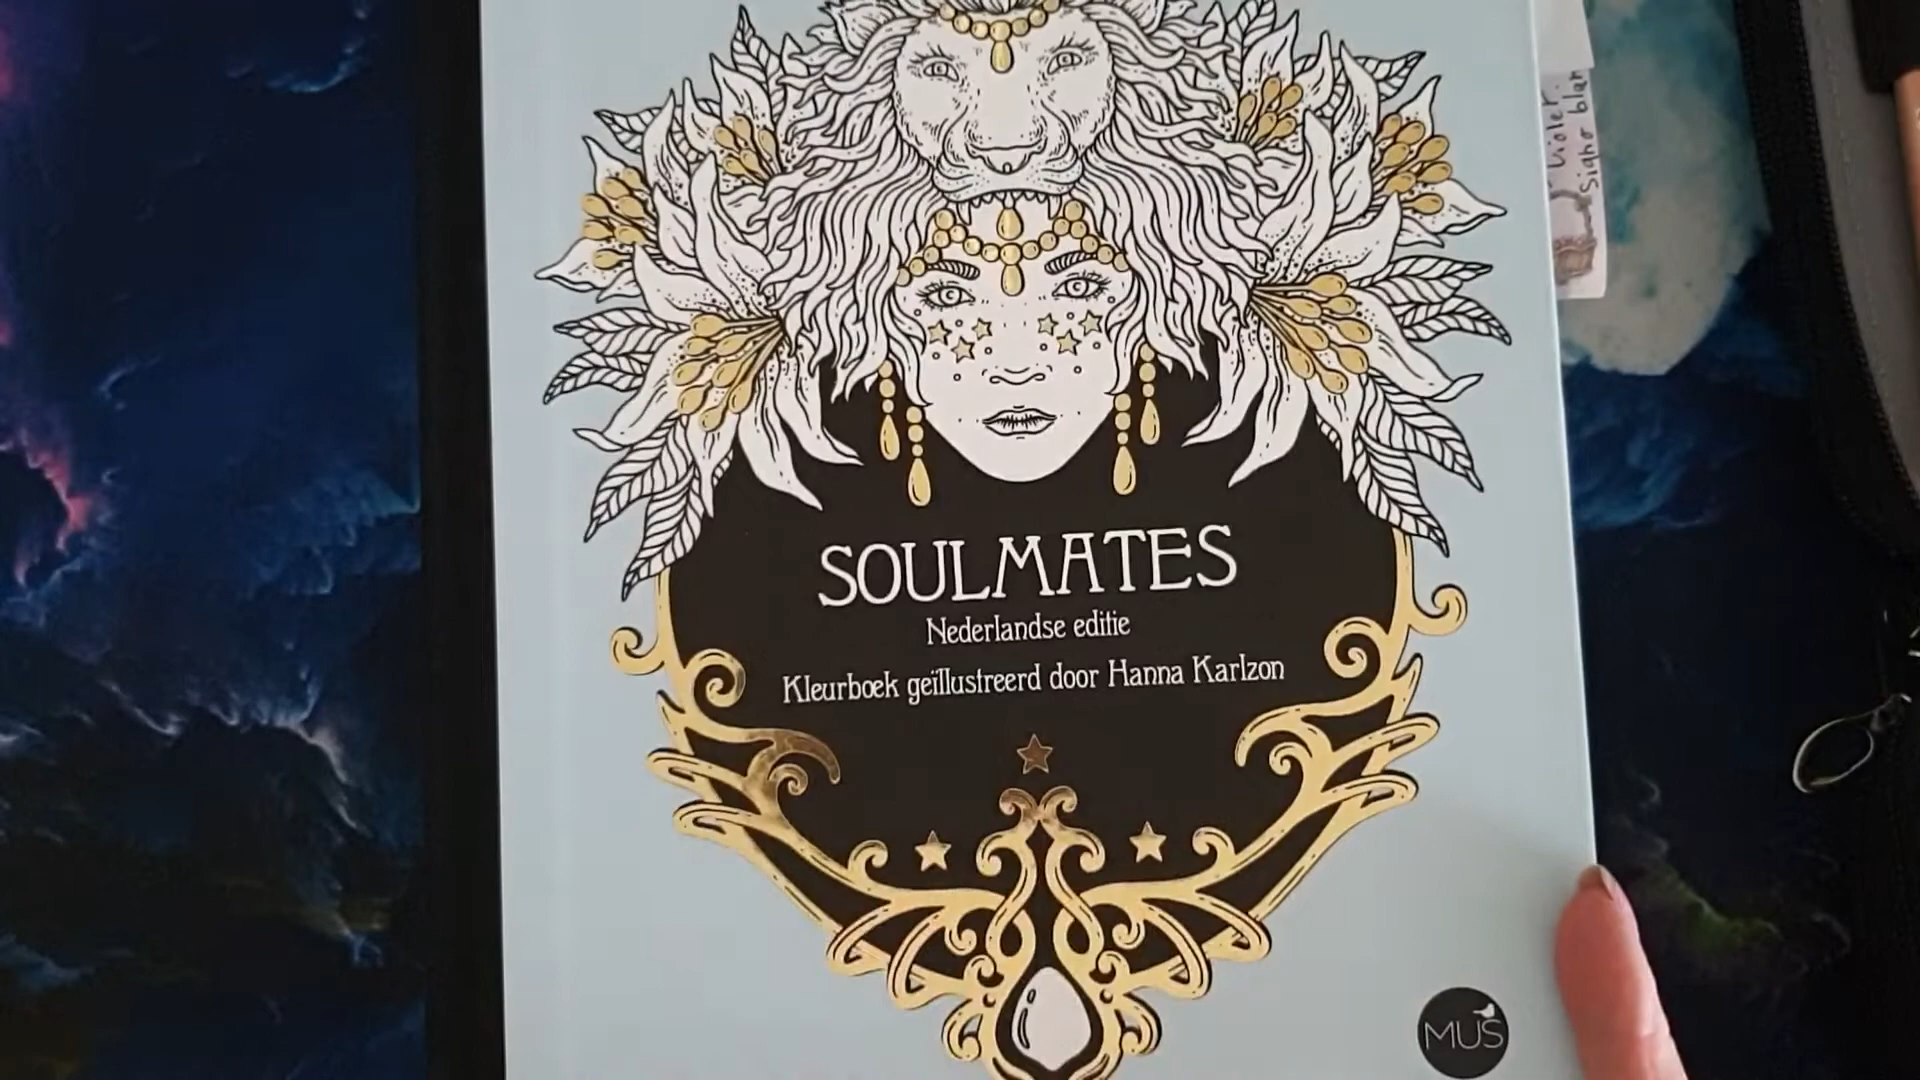 SOULMATES
Nederlandse editie
Kleurboek geïllustreerd door Hanna Karlzon
MUS